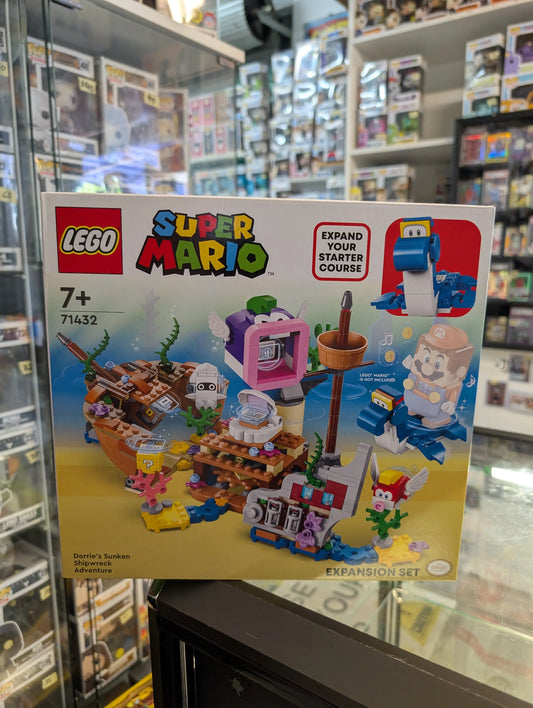 LEGO
SUPER
MARIO™
EXPAND
YOUR
STARTER
COURSE
7+
71432
LEGO® MARIO™
IS NOT INCLUDED
Dorrie's Sunken
Shipwreck
Adventure
EXPANSION SET